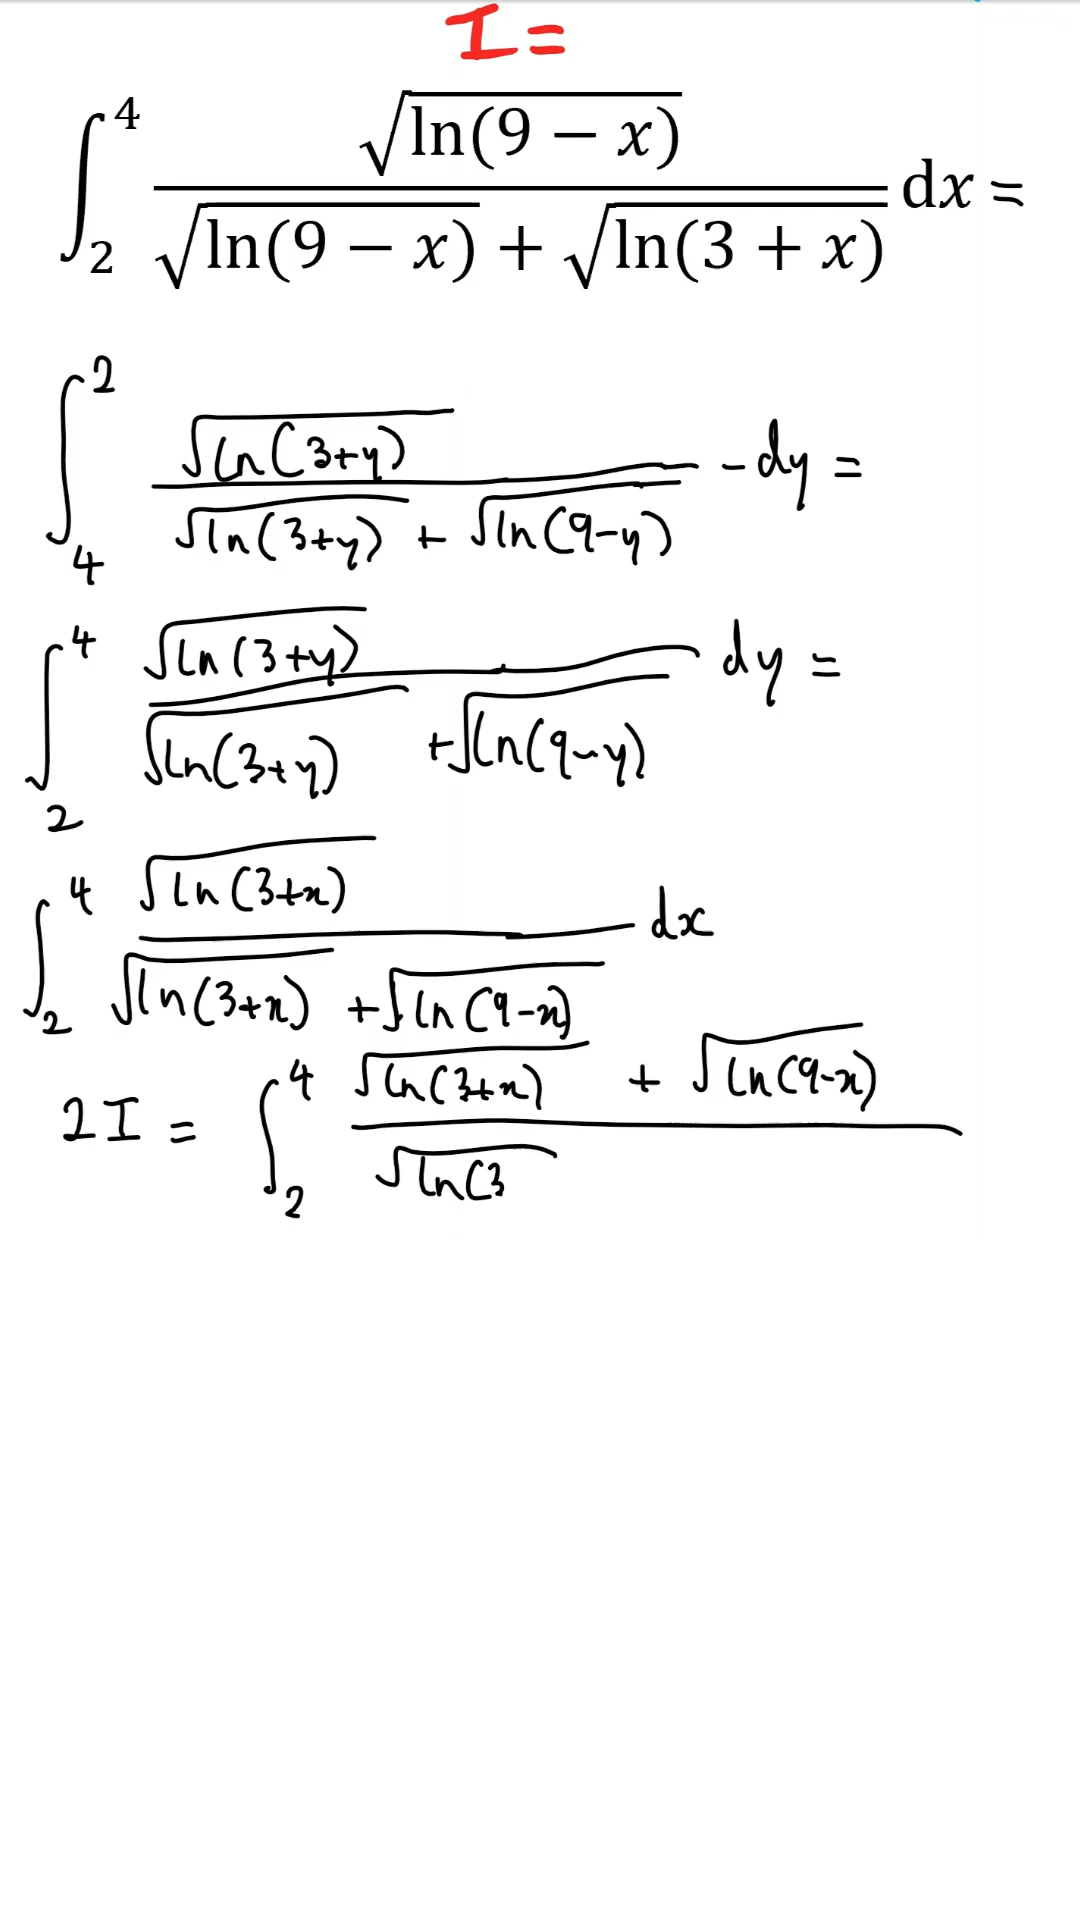 I =
∫₂⁴ √ln(9 − x) / (√ln(9 − x) + √ln(3 + x)) dx =
∫₄² √ln(3+y) / (√ln(3+y) + √ln(9-y)) -dy =
∫₂⁴ √ln(3+y) / (√ln(3+y) + √ln(9-y)) dy =
∫₂⁴ √ln(3+x) / (√ln(3+x) + √ln(9-x)) dx
2I = ∫₂⁴ √ln(3+x) + √ln(9-x) / √ln(3